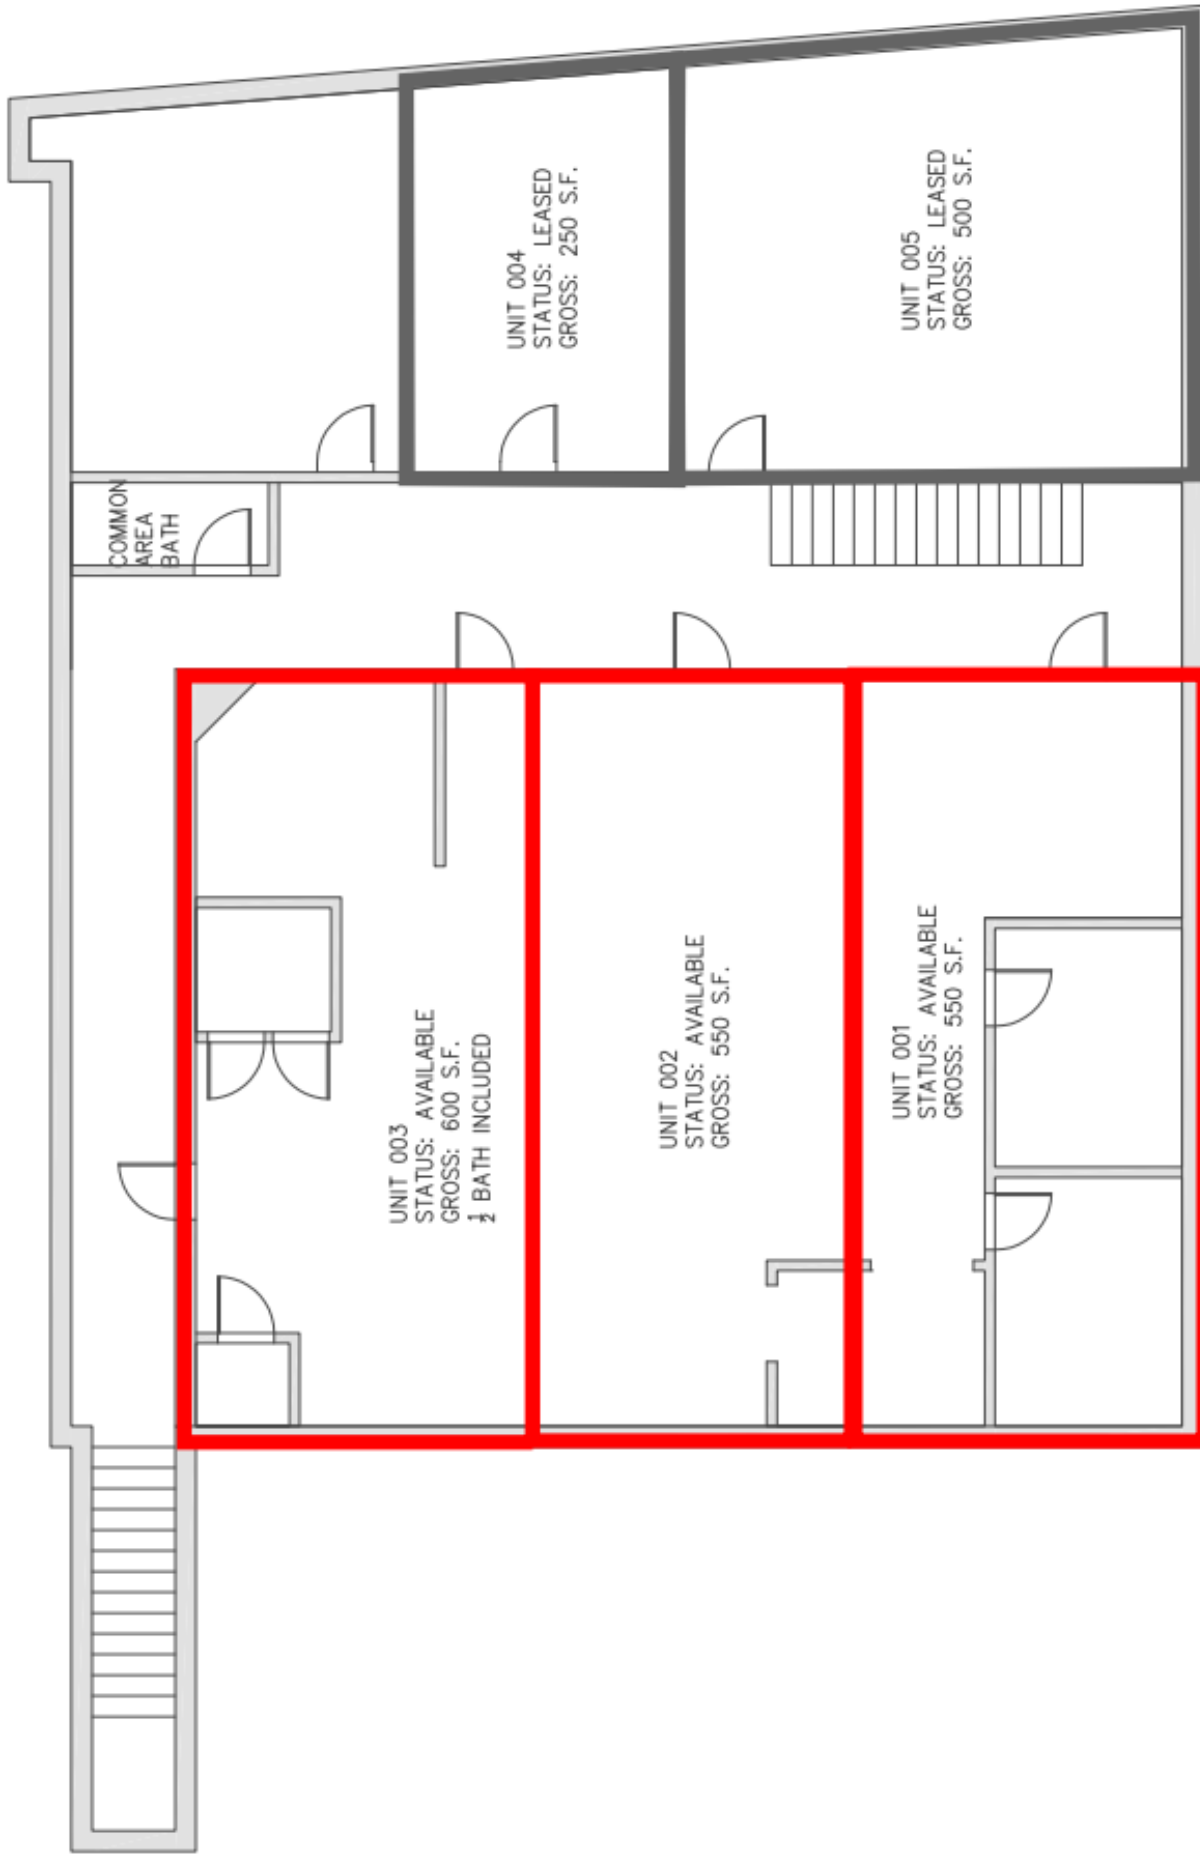 COMMON
AREA
BATH
UNIT 004
STATUS: LEASED
GROSS: 250 S.F.
UNIT 005
STATUS: LEASED
GROSS: 500 S.F.
UNIT 003
STATUS: AVAILABLE
GROSS: 600 S.F.
½ BATH INCLUDED
UNIT 002
STATUS: AVAILABLE
GROSS: 550 S.F.
UNIT 001
STATUS: AVAILABLE
GROSS: 550 S.F.